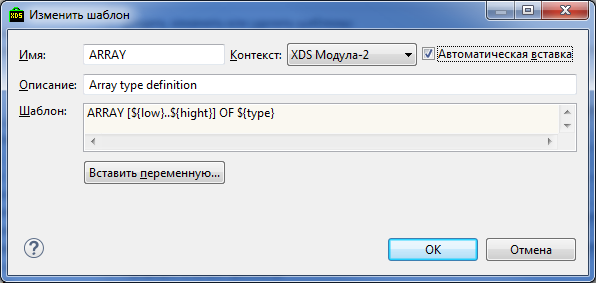 XDS Изменить шаблон
Имя: ARRAY Контекст: XDS Модула-2 Автоматическая вставка
Описание: Array type definition
Шаблон: ARRAY [${low}..${hight}] OF ${type}
Вставить переменную...
? OK Отмена